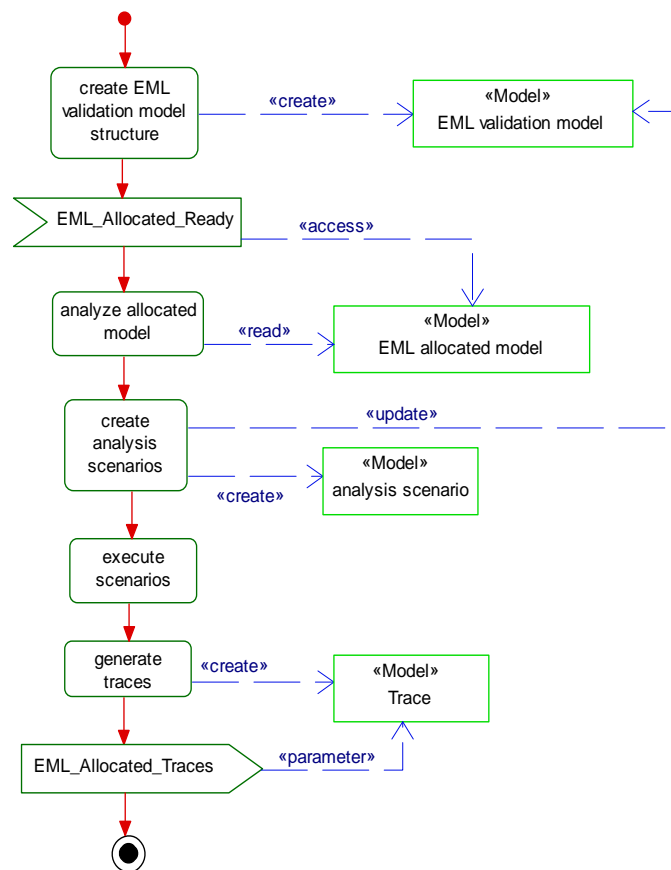 create EML
validation model
structure
«create»
«Model»
EML validation model
EML_Allocated_Ready
«access»
analyze allocated
model
«read»
«Model»
EML allocated model
create
analysis
scenarios
«update»
«create»
«Model»
analysis scenario
execute
scenarios
generate
traces
«create»
«Model»
Trace
EML_Allocated_Traces
«parameter»